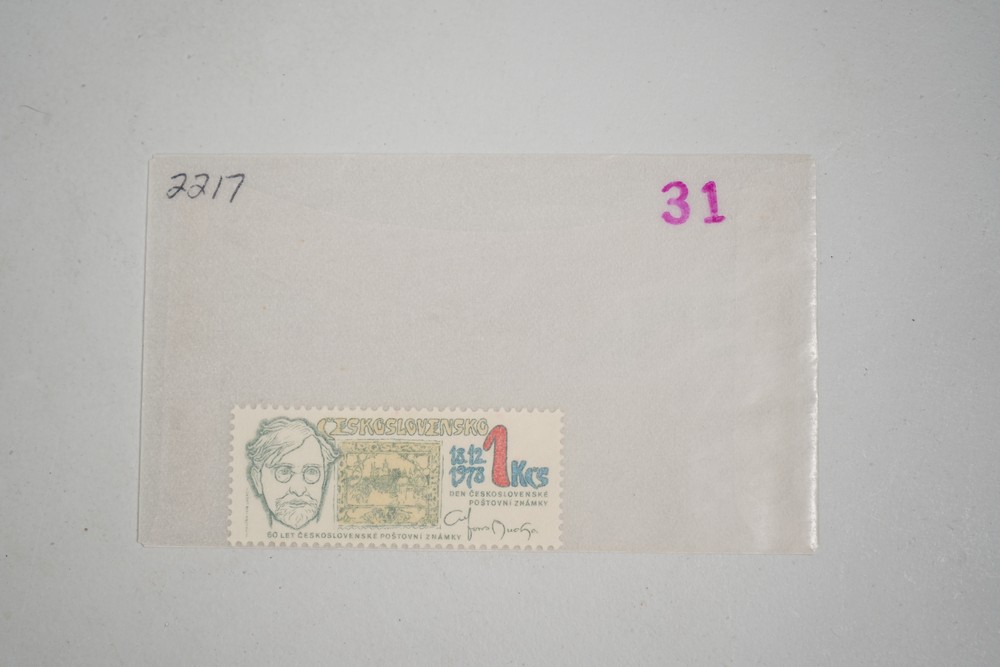 2217
31
ČESKOSLOVENSKO
18.12
1978
1 Kčs
DEN ČESKOSLOVENSKÉ
POŠTOVNÍ ZNÁMKY
60 LET ČESKOSLOVENSKÉ POŠTOVNÍ ZNÁMKY